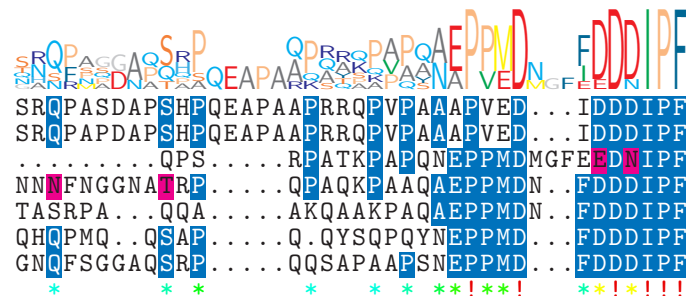 SRQPASDAPSHPQEAPAAPRRQPVPAAAPVED...IDDDIPF
SRQPAPDAPSHPQEAPAAPRRQPVPAAAPVED...IDDDIPF
.........QPS.....RPATKPAPQNEPPMDMGFEEDNIPF
NNNFNGGNATRP.....QPAQKPAAQAEPPMDN..FDDDIPF
TASRPA...QQA.....AKQAAKPAQAEPPMDN..FDDDIPF
QHQPMQ..QSAP.....Q.QYSQPQYNEPPMD...FDDDIPF
GNQFSGGAQSRP.....QQSAPAAPSNEPPMD...FDDDIPF
* * * * * * **!**! **!*!!!